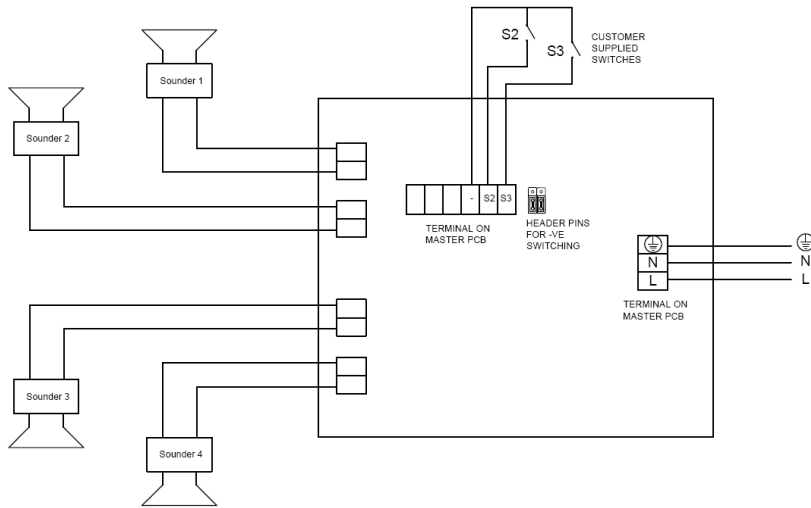 S2
S3
CUSTOMER
SUPPLIED
SWITCHES
Sounder 1
Sounder 2
- S2 S3
TERMINAL ON
MASTER PCB
HEADER PINS
FOR -VE
SWITCHING
N
L
N
L
TERMINAL ON
MASTER PCB
Sounder 3
Sounder 4